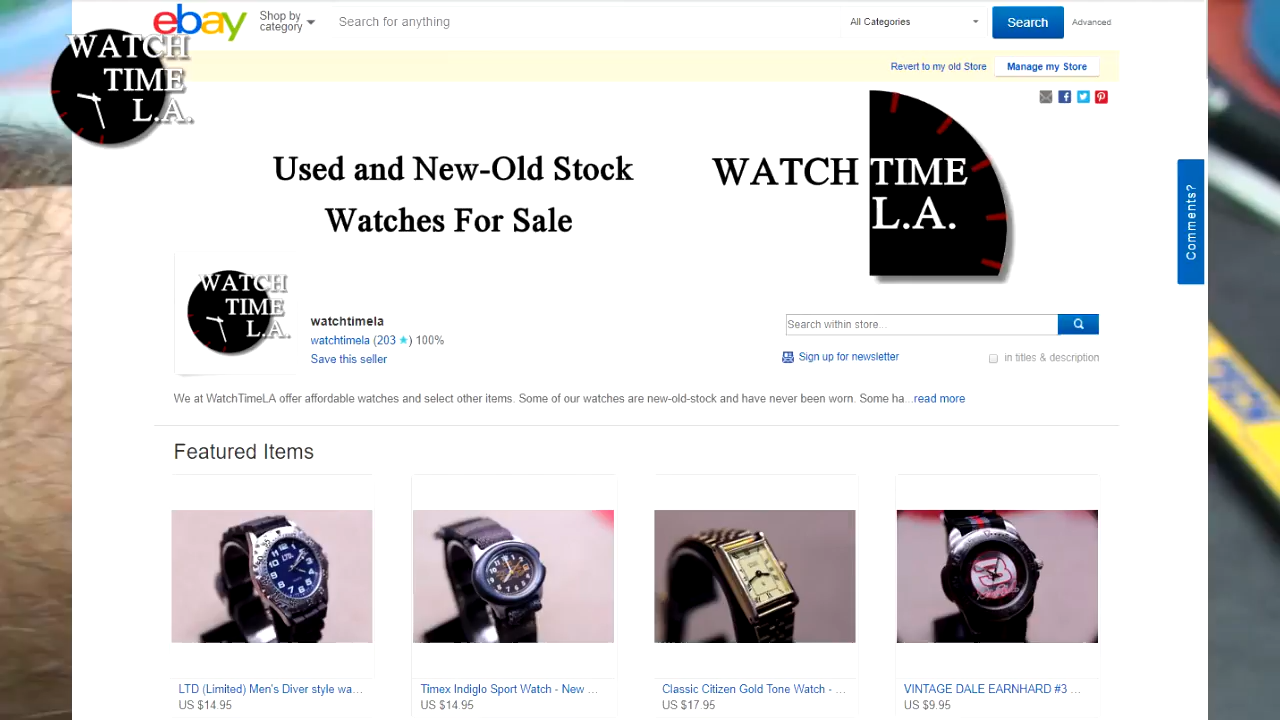 ebay
Shop by
category
Search for anything
All Categories
Search
Advanced
WATCH
TIME
L.A.
Revert to my old Store
Manage my Store
Used and New-Old Stock
Watches For Sale
WATCH TIME
L.A.
Comments?
WATCH
TIME
L.A.
watchtimela
watchtimela (203 ★) 100%
Save this seller
Search within store...
Sign up for newsletter
in titles & description
We at WatchTimeLA offer affordable watches and select other items. Some of our watches are new-old-stock and have never been worn. Some ha...read more
Featured Items
LTD
3
LTD (Limited) Men's Diver style wa...
Timex Indiglo Sport Watch - New ...
Classic Citizen Gold Tone Watch - ...
VINTAGE DALE EARNHARD #3 ...
US $14.95
US $14.95
US $17.95
US $9.95